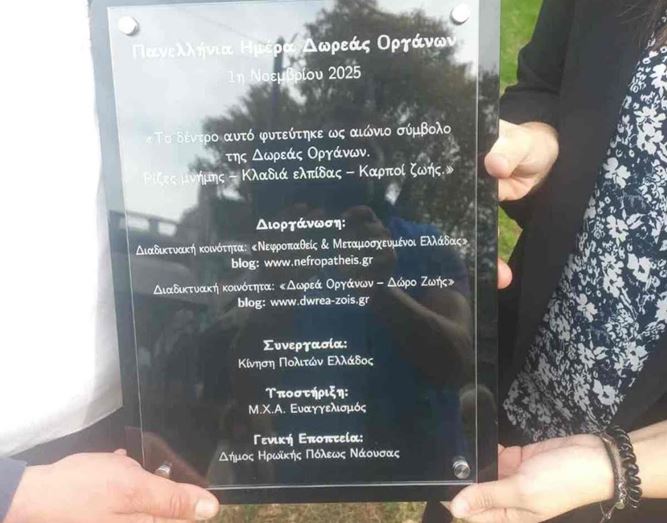 Πανελλήνια Ημέρα Δωρεάς Οργάνων
1η Νοεμβρίου 2025
«Το δέντρο αυτό φυτεύτηκε ως αιώνιο σύμβολο
της Δωρεάς Οργάνων.
Ρίζες μνήμης – Κλαδιά ελπίδας – Καρποί ζωής.»
Διοργάνωση:
Διαδικτυακή κοινότητα: «Νεφροπαθείς & Μεταμοσχευμένοι Ελλάδας»
blog: www.nefropatheis.gr
Διαδικτυακή κοινότητα: «Δωρεά Οργάνων – Δώρο Ζωής»
blog: www.dwrea-zois.gr
Συνεργασία:
Κίνηση Πολιτών Ελλάδος
Υποστήριξη:
Μ.Χ.Α. Ευαγγελισμός
Γενική Εποπτεία:
Δήμος Ηρωϊκής Πόλεως Νάουσας